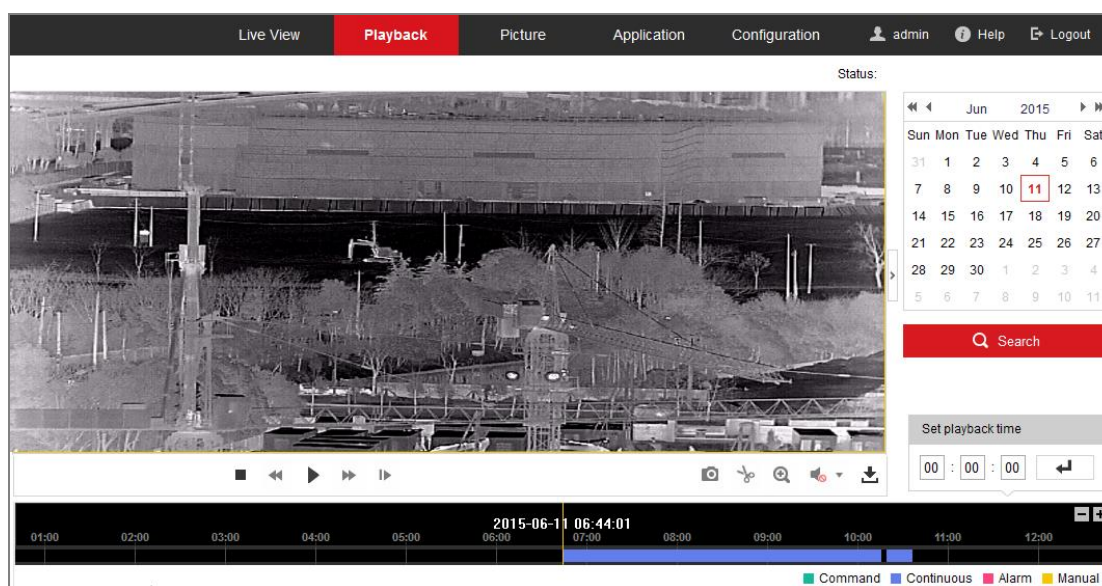 Live View Playback Picture Application Configuration admin Help Logout
Status:
Jun 2015
Sun Mon Tue Wed Thu Fri Sat
31 1 2 3 4 5 6
7 8 9 10 11 12 13
14 15 16 17 18 19 20
21 22 23 24 25 26 27
28 29 30 1 2 3 4
5 6 7 8 9 10 11
Search
Set playback time
00 : 00 : 00
2015-06-11 06:44:01
01:00 02:00 03:00 04:00 05:00 06:00 07:00 08:00 09:00 10:00 11:00 12:00
Command Continuous Alarm Manual